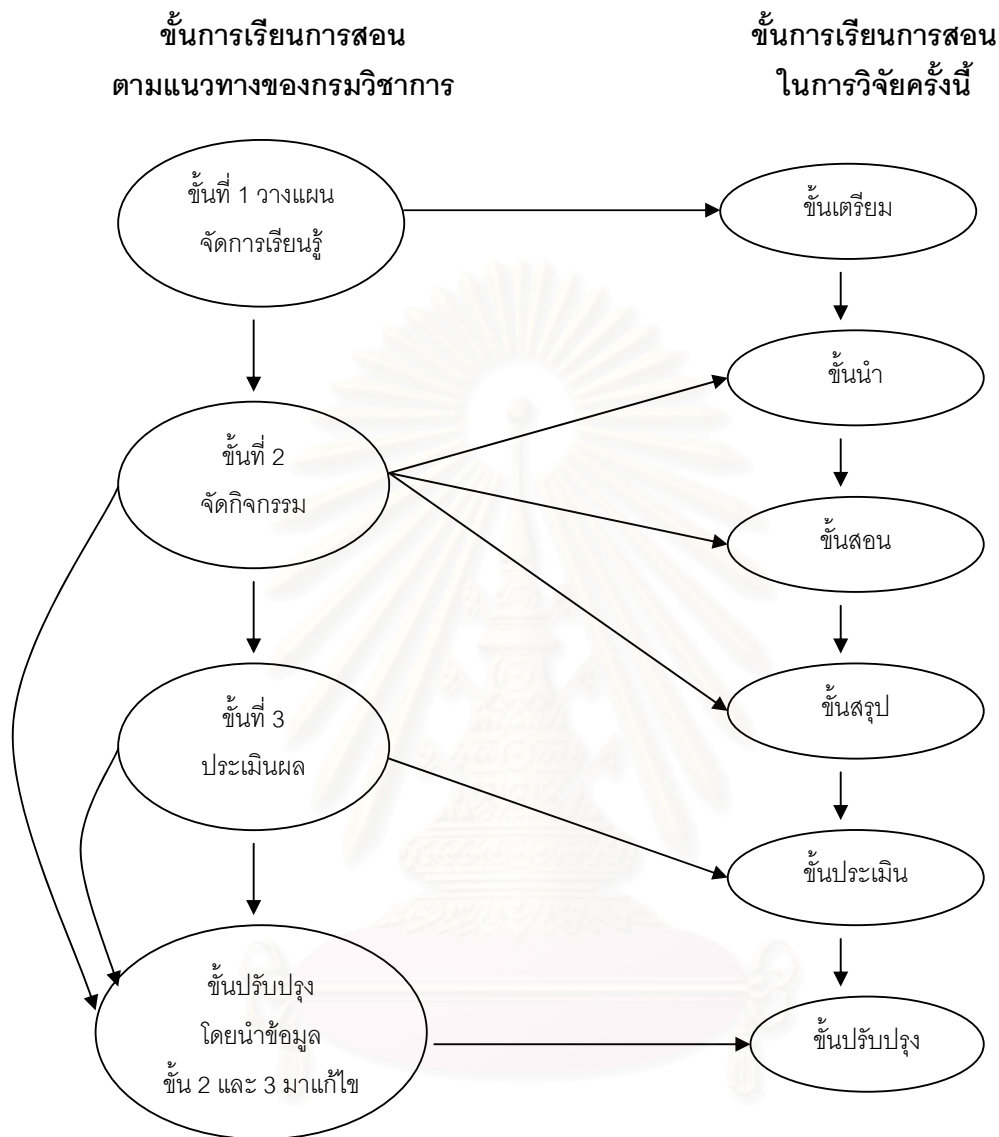 ขั้นการเรียนการสอน
ตามแนวทางของกรมวิชาการ
ขั้นการเรียนการสอน
ในการวิจัยครั้งนี้
ขั้นที่ 1 วางแผน
จัดการเรียนรู้
ขั้นเตรียม
ขั้นนำ
ขั้นที่ 2
จัดกิจกรรม
ขั้นสอน
ขั้นที่ 3
ประเมินผล
ขั้นสรุป
ขั้นประเมิน
ขั้นปรับปรุง
โดยนำข้อมูล
ขั้น 2 และ 3 มาแก้ไข
ขั้นปรับปรุง